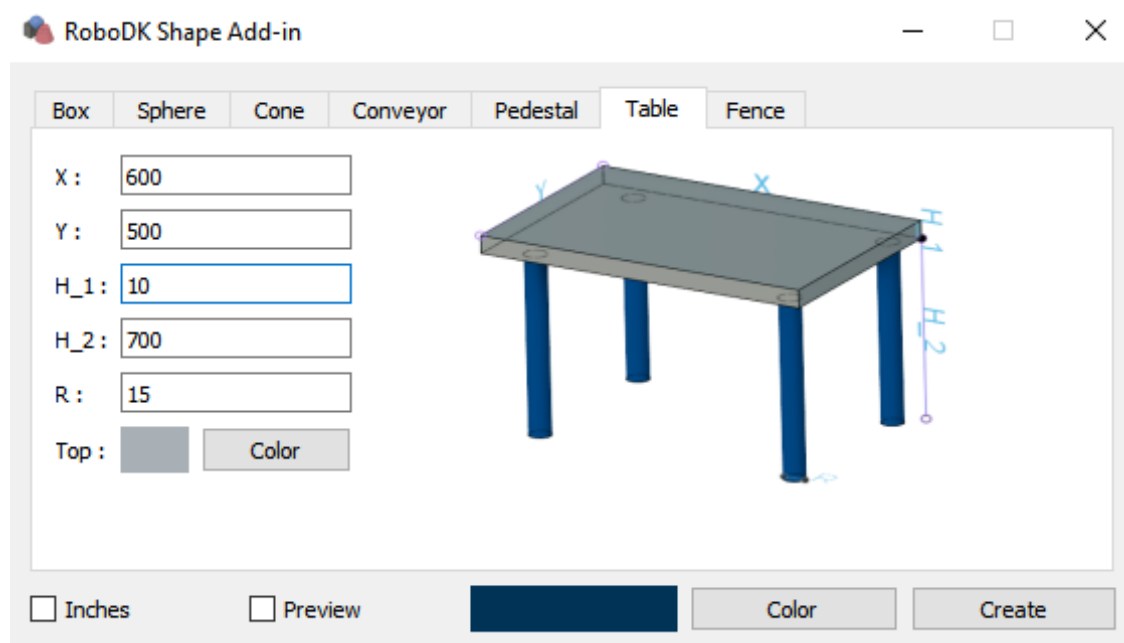 RoboDK Shape Add-in
Box Sphere Cone Conveyor Pedestal Table Fence
X : 600
Y : 500
H_1 : 10
H_2 : 700
R : 15
Top : Color
Y
X
H_1
H_2
R
Inches Preview Color Create